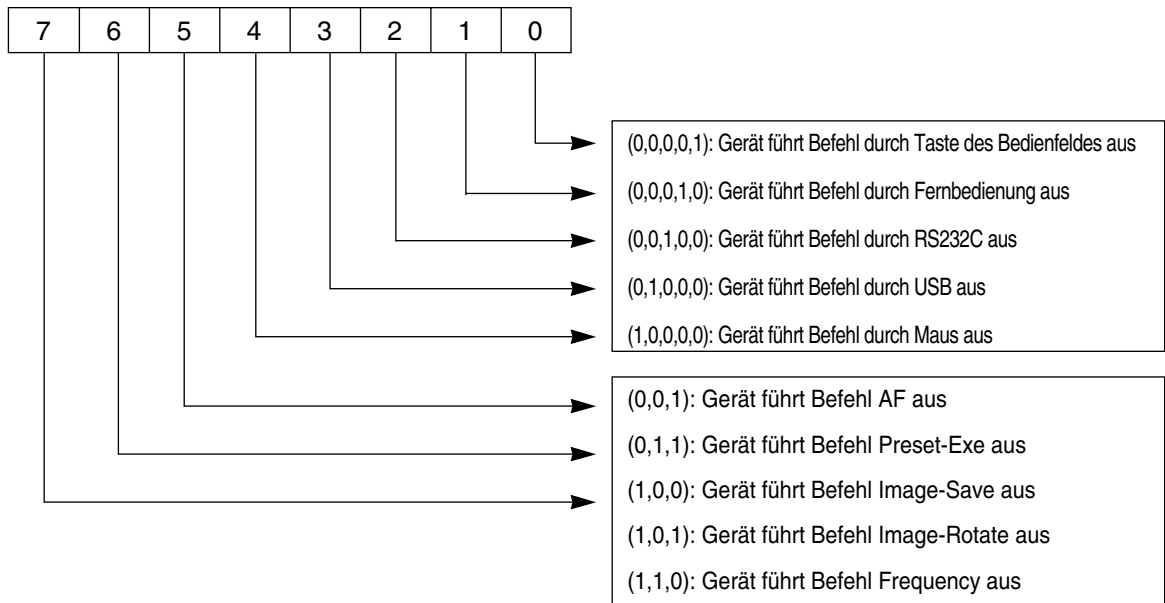 7 6 5 4 3 2 1 0
(0,0,0,0,1): Gerät führt Befehl durch Taste des Bedienfeldes aus
(0,0,0,1,0): Gerät führt Befehl durch Fernbedienung aus
(0,0,1,0,0): Gerät führt Befehl durch RS232C aus
(0,1,0,0,0): Gerät führt Befehl durch USB aus
(1,0,0,0,0): Gerät führt Befehl durch Maus aus
(0,0,1): Gerät führt Befehl AF aus
(0,1,1): Gerät führt Befehl Preset-Exe aus
(1,0,0): Gerät führt Befehl Image-Save aus
(1,0,1): Gerät führt Befehl Image-Rotate aus
(1,1,0): Gerät führt Befehl Frequency aus